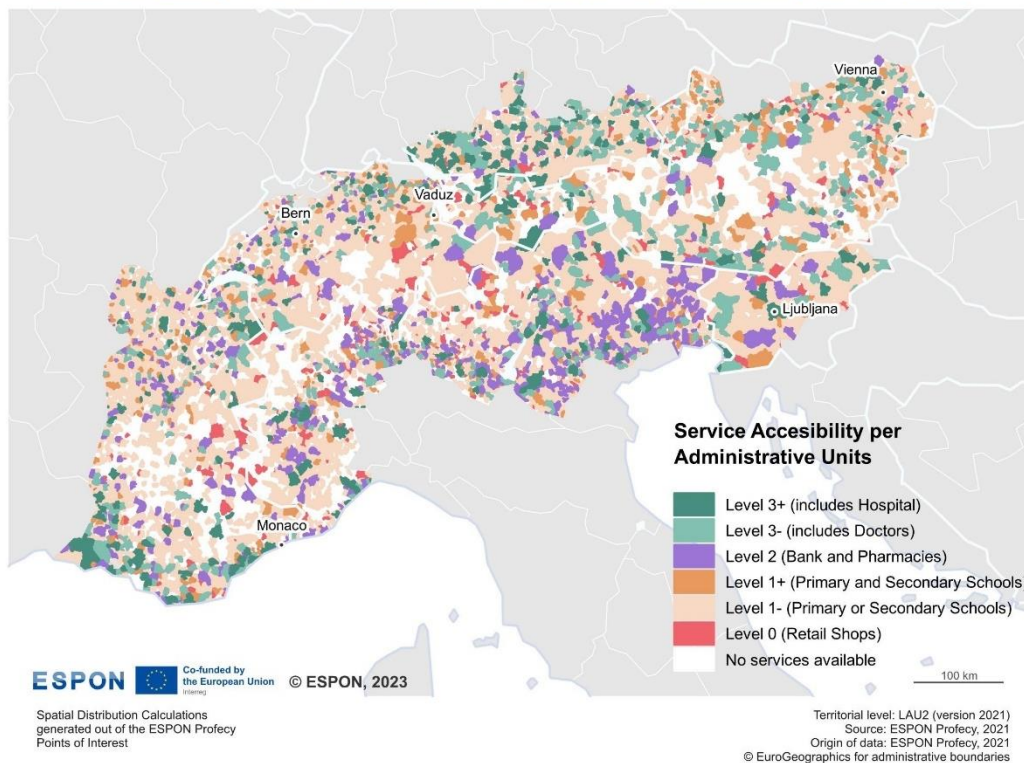 Vienna
Vaduz
Bern
Ljubljana
Monaco
Service Accesibility per
Administrative Units
Level 3+ (includes Hospital)
Level 3- (includes Doctors)
Level 2 (Bank and Pharmacies)
Level 1+ (Primary and Secondary Schools
Level 1- (Primary or Secondary Schools)
Level 0 (Retail Shops)
No services available
100 km
ESPON
Co-funded by
the European Union
Interreg
© ESPON, 2023
Spatial Distribution Calculations
generated out of the ESPON Profecy
Points of Interest
Territorial level: LAU2 (version 2021)
Source: ESPON Profecy, 2021
Origin of data: ESPON Profecy, 2021
© EuroGeographics for administrative boundaries